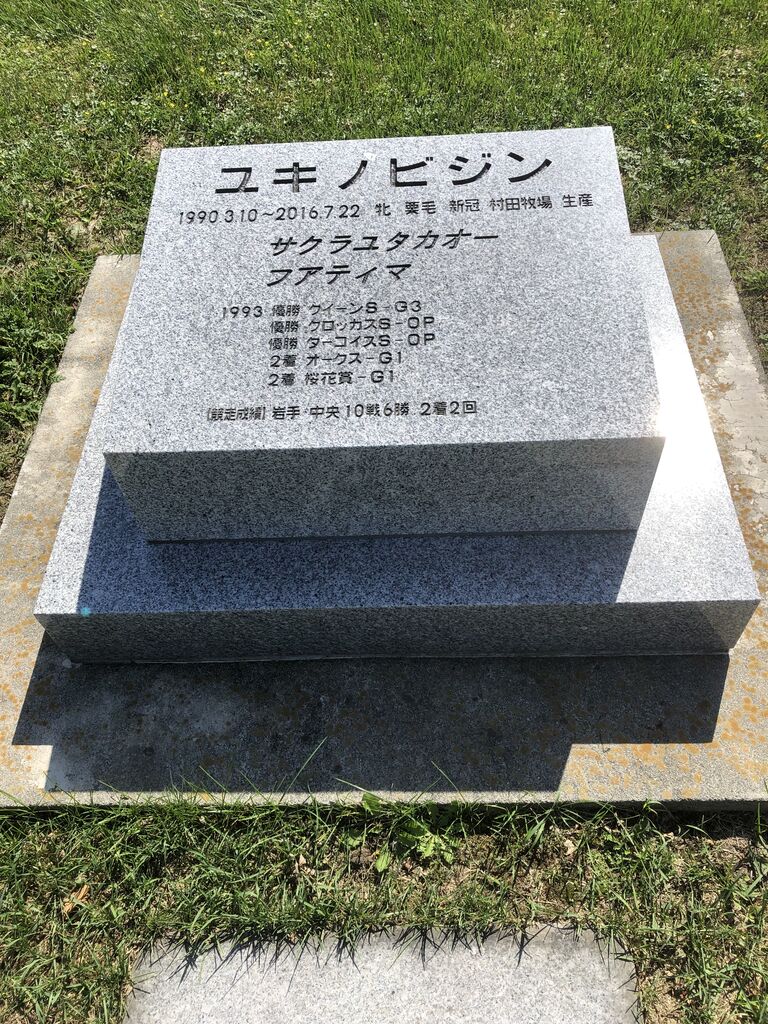 ユキノビジン
1990 3.10～2016.7.22 牝 栗毛 新冠 村田牧場 生産
サクラユタカオー
フアティマ
1993 優勝 クイーンS－G3
優勝 クロッカスS－OP
優勝 ターコイスS－OP
2着 オークス－G1
2着 桜花賞－G1
【競走成績】岩手・中央10戦6勝 2着2回